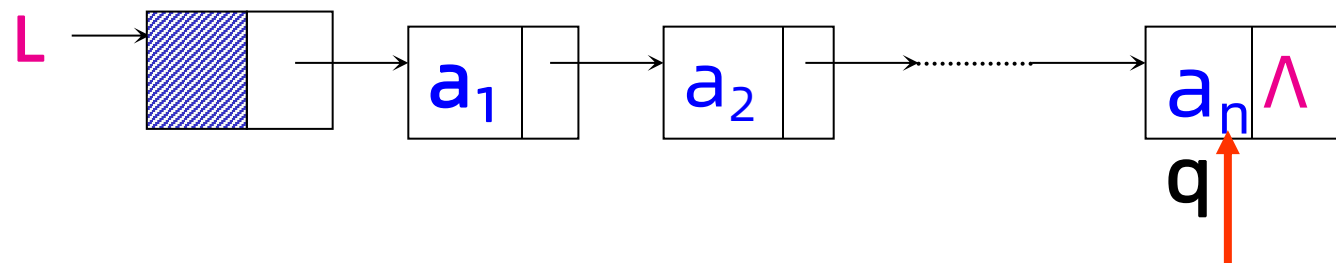 L
a₁ a₂ ............... aₙ Λ
q